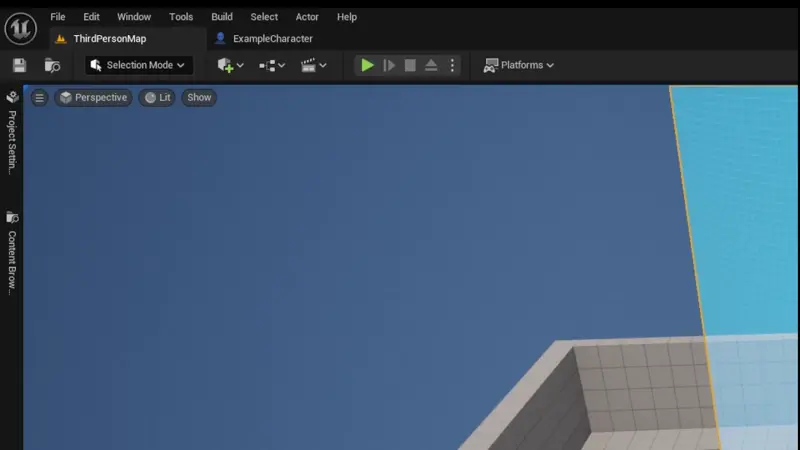 File Edit Window Tools Build Select Actor Help
ThirdPersonMap ExampleCharacter
Selection Mode Platforms
Perspective Lit Show
Project Settin...
Content Brow...